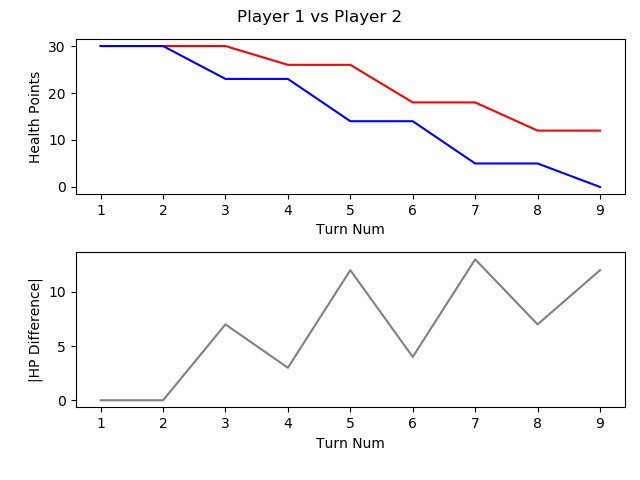 Player 1 vs Player 2
30
20
10
0
Health Points
1 2 3 4 5 6 7 8 9
Turn Num
10
5
0
|HP Difference|
1 2 3 4 5 6 7 8 9
Turn Num